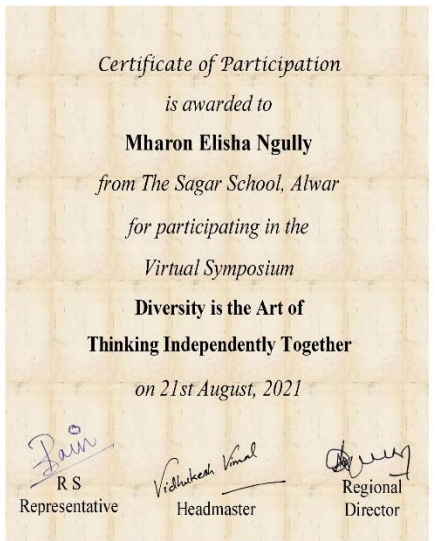 Certificate of Participation
is awarded to
Mharon Elisha Ngully
from The Sagar School, Alwar
for participating in the
Virtual Symposium
Diversity is the Art of
Thinking Independently Together
on 21st August, 2021
Vidhukesh Vimal
R S
Representative
Headmaster
Regional
Director